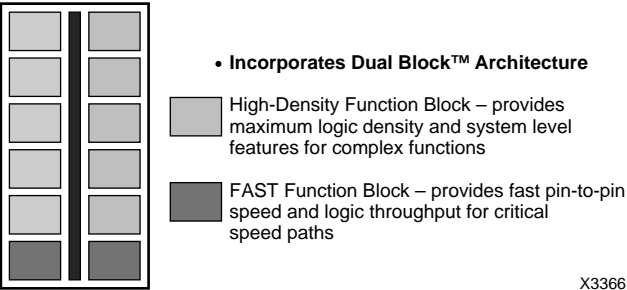 • Incorporates Dual Block™ Architecture
High-Density Function Block – provides
maximum logic density and system level
features for complex functions
FAST Function Block – provides fast pin-to-pin
speed and logic throughput for critical
speed paths
X3366